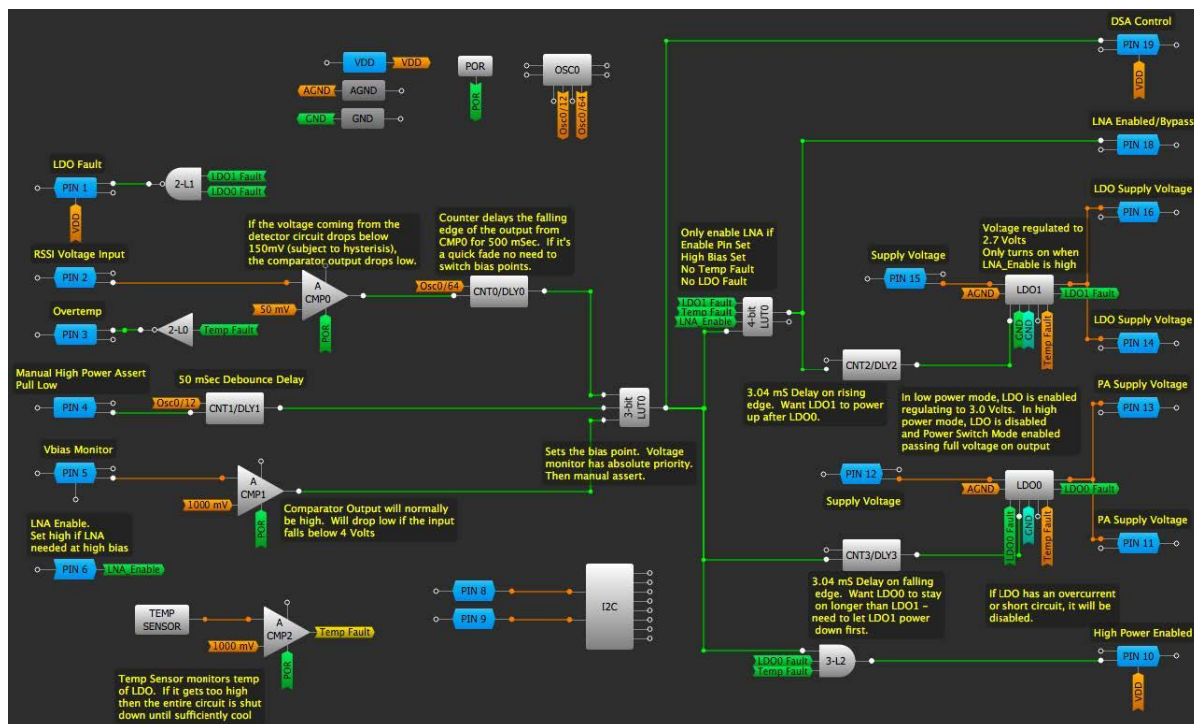 DSA Control
PIN 19
VDD
VDD
VDD
POR
POR
OSC0
Osc0/12
Osc0/64
AGND
AGND
GND
GND
LNA Enabled/Bypass
PIN 18
LDO Fault
PIN 1
VDD
2-L1
LDO1 Fault
LDO0 Fault
LDO Supply Voltage
PIN 16
If the voltage coming from the
detector circuit drops below
150mV (subject to hysterisis),
the comparator output drops low.
Counter delays the falling
edge of the output from
CMP0 for 500 mSec. If it's
a quick fade no need to
switch bias points.
Only enable LNA if
Enable Pin Set
High Bias Set
No Temp Fault
No LDO Fault
Voltage regulated to
2.7 Volts
Only turns on when
LNA_Enable is high
RSSI Voltage Input
PIN 2
A
CMP0
50 mV
POR
Osc0/64
CNT0/DLY0
Supply Voltage
PIN 15
AGND
LDO1
LDO1 Fault
GND
GND
Temp Fault
LDO1 Fault
Temp Fault
LNA_Enable
4-bit
LUT0
Overtemp
PIN 3
2-L0
Temp Fault
LDO Supply Voltage
PIN 14
Manual High Power Assert
Pull Low
PIN 4
50 mSec Debounce Delay
Osc0/12
CNT1/DLY1
3-bit
LUT0
CNT2/DLY2
3.04 mS Delay on rising
edge. Want LDO1 to power
up after LDO0.
In low power mode, LDO is enabled
regulating to 3.0 Volts. In high
power mode, LDO is disabled
and Power Switch Mode enabled
passing full voltage on output
PA Supply Voltage
PIN 13
Vbias Monitor
PIN 5
A
CMP1
1000 mV
POR
Sets the bias point. Voltage
monitor has absolute priority.
Then manual assert.
Comparator Output will normally
be high. Will drop low if the input
falls below 4 Volts
PIN 12
Supply Voltage
AGND
LDO0
LDO0 Fault
LDO0 Fault
GND
Temp Fault
PA Supply Voltage
PIN 11
LNA Enable.
Set high if LNA
needed at high bias
PIN 6
LNA_Enable
CNT3/DLY3
3.04 mS Delay on falling
edge. Want LDO0 to stay
on longer than LDO1 –
need to let LDO1 power
down first.
If LDO has an overcurrent
or short circuit, it will be
disabled.
PIN 8
PIN 9
I2C
TEMP
SENSOR
A
CMP2
1000 mV
POR
Temp Fault
Temp Sensor monitors temp
of LDO. If it gets too high
then the entire circuit is shut
down until sufficiently cool
LDO0 Fault
Temp Fault
3-L2
High Power Enabled
PIN 10
VDD